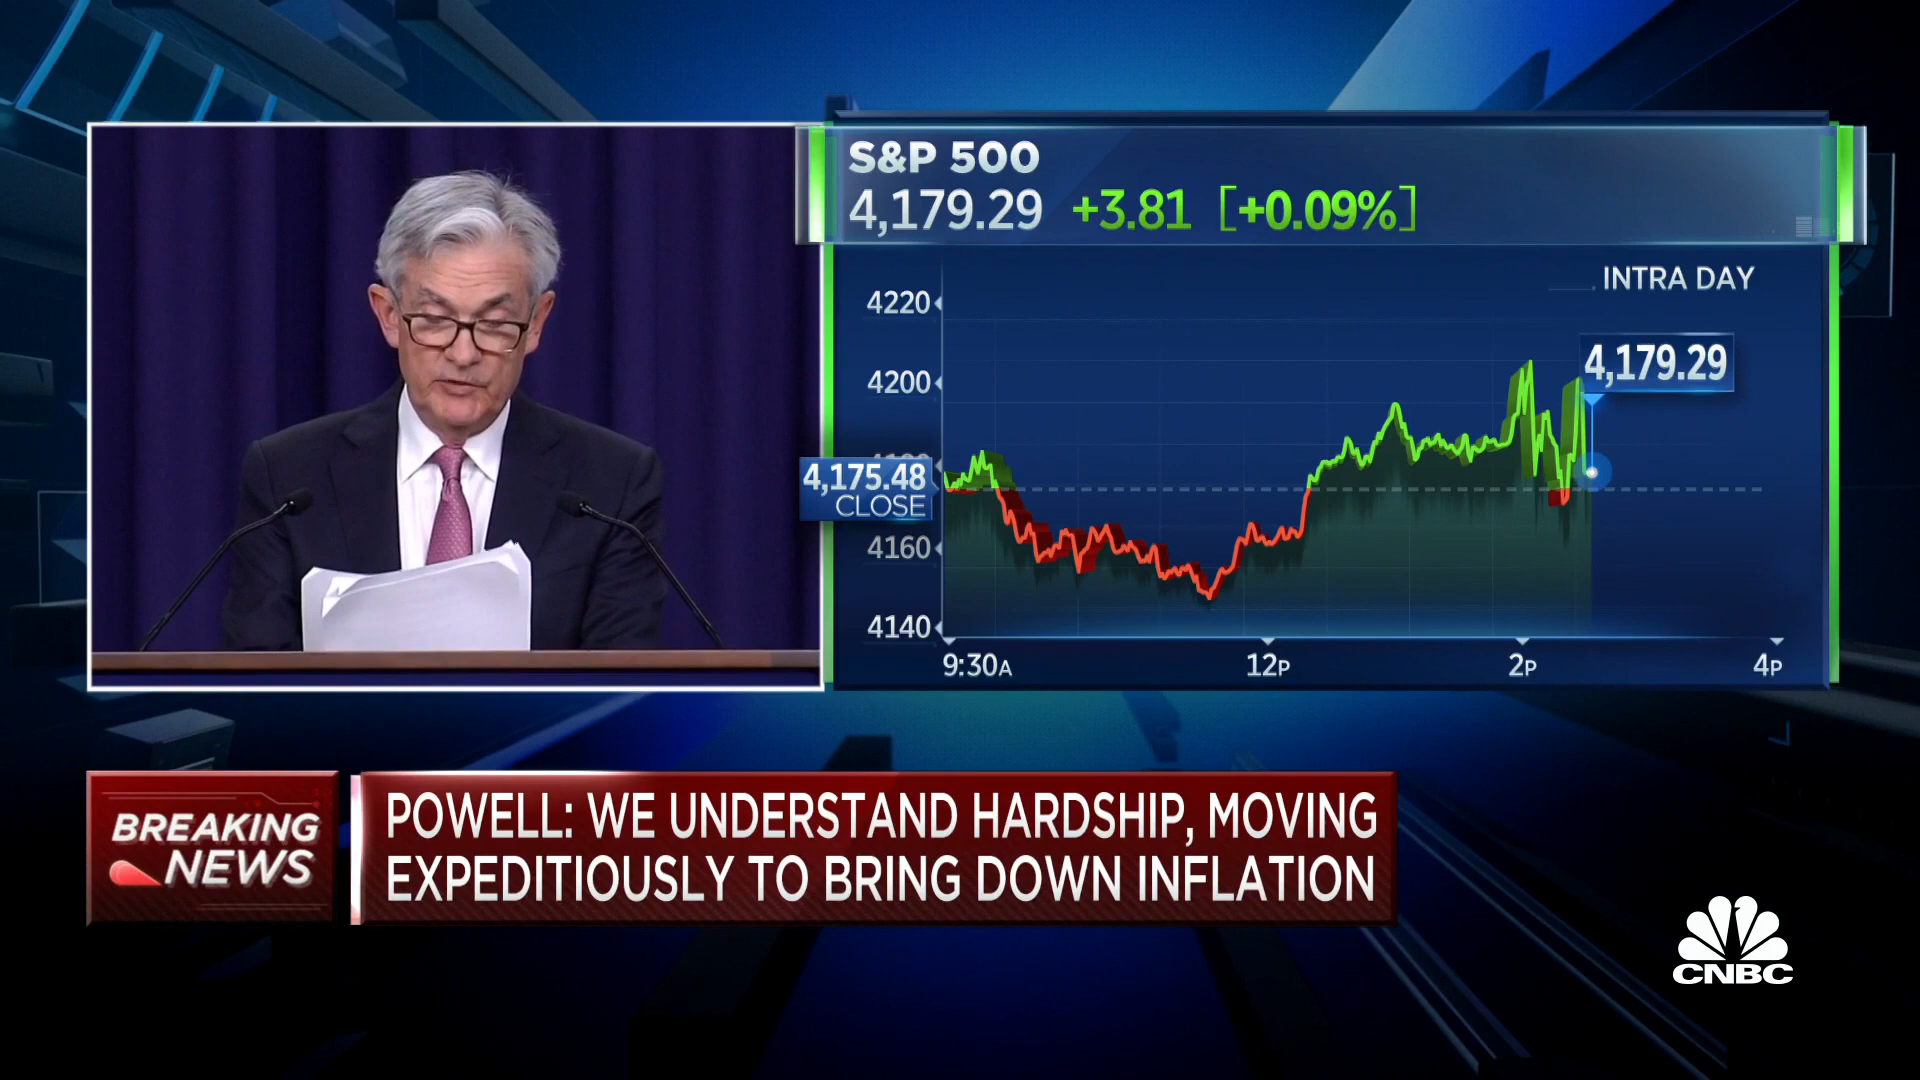 S&P 500
4,179.29 +3.81 [+0.09%]
INTRA DAY
4220
4,179.29
4200
4,175.48
CLOSE
4160
4140
9:30A 12P 2P 4P
BREAKING
NEWS
POWELL: WE UNDERSTAND HARDSHIP, MOVING
EXPEDITIOUSLY TO BRING DOWN INFLATION
CNBC